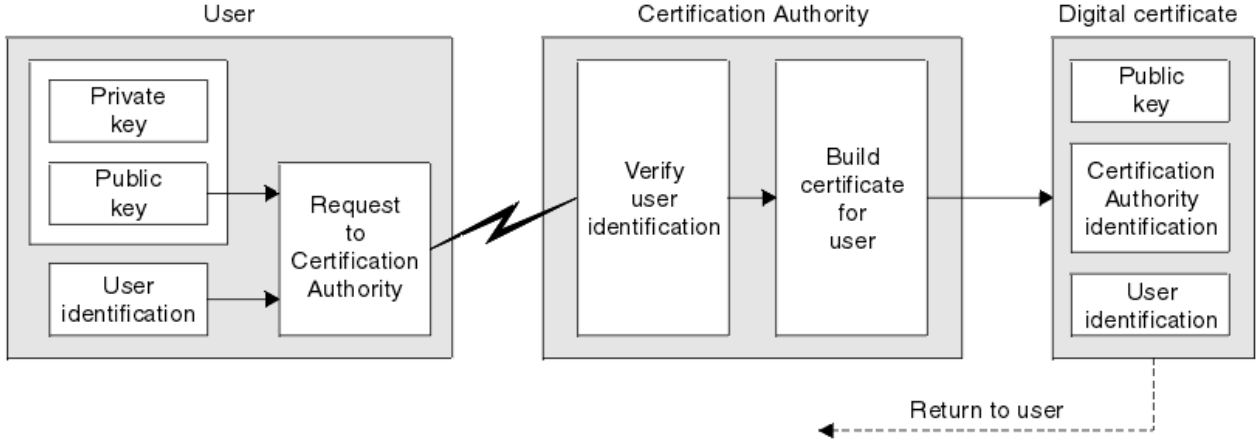 User
Certification Authority
Digital certificate
Private
key
Public
key
User
identification
Request
to
Certification
Authority
Verify
user
identification
Build
certificate
for
user
Public
key
Certification
Authority
identification
User
identification
Return to user